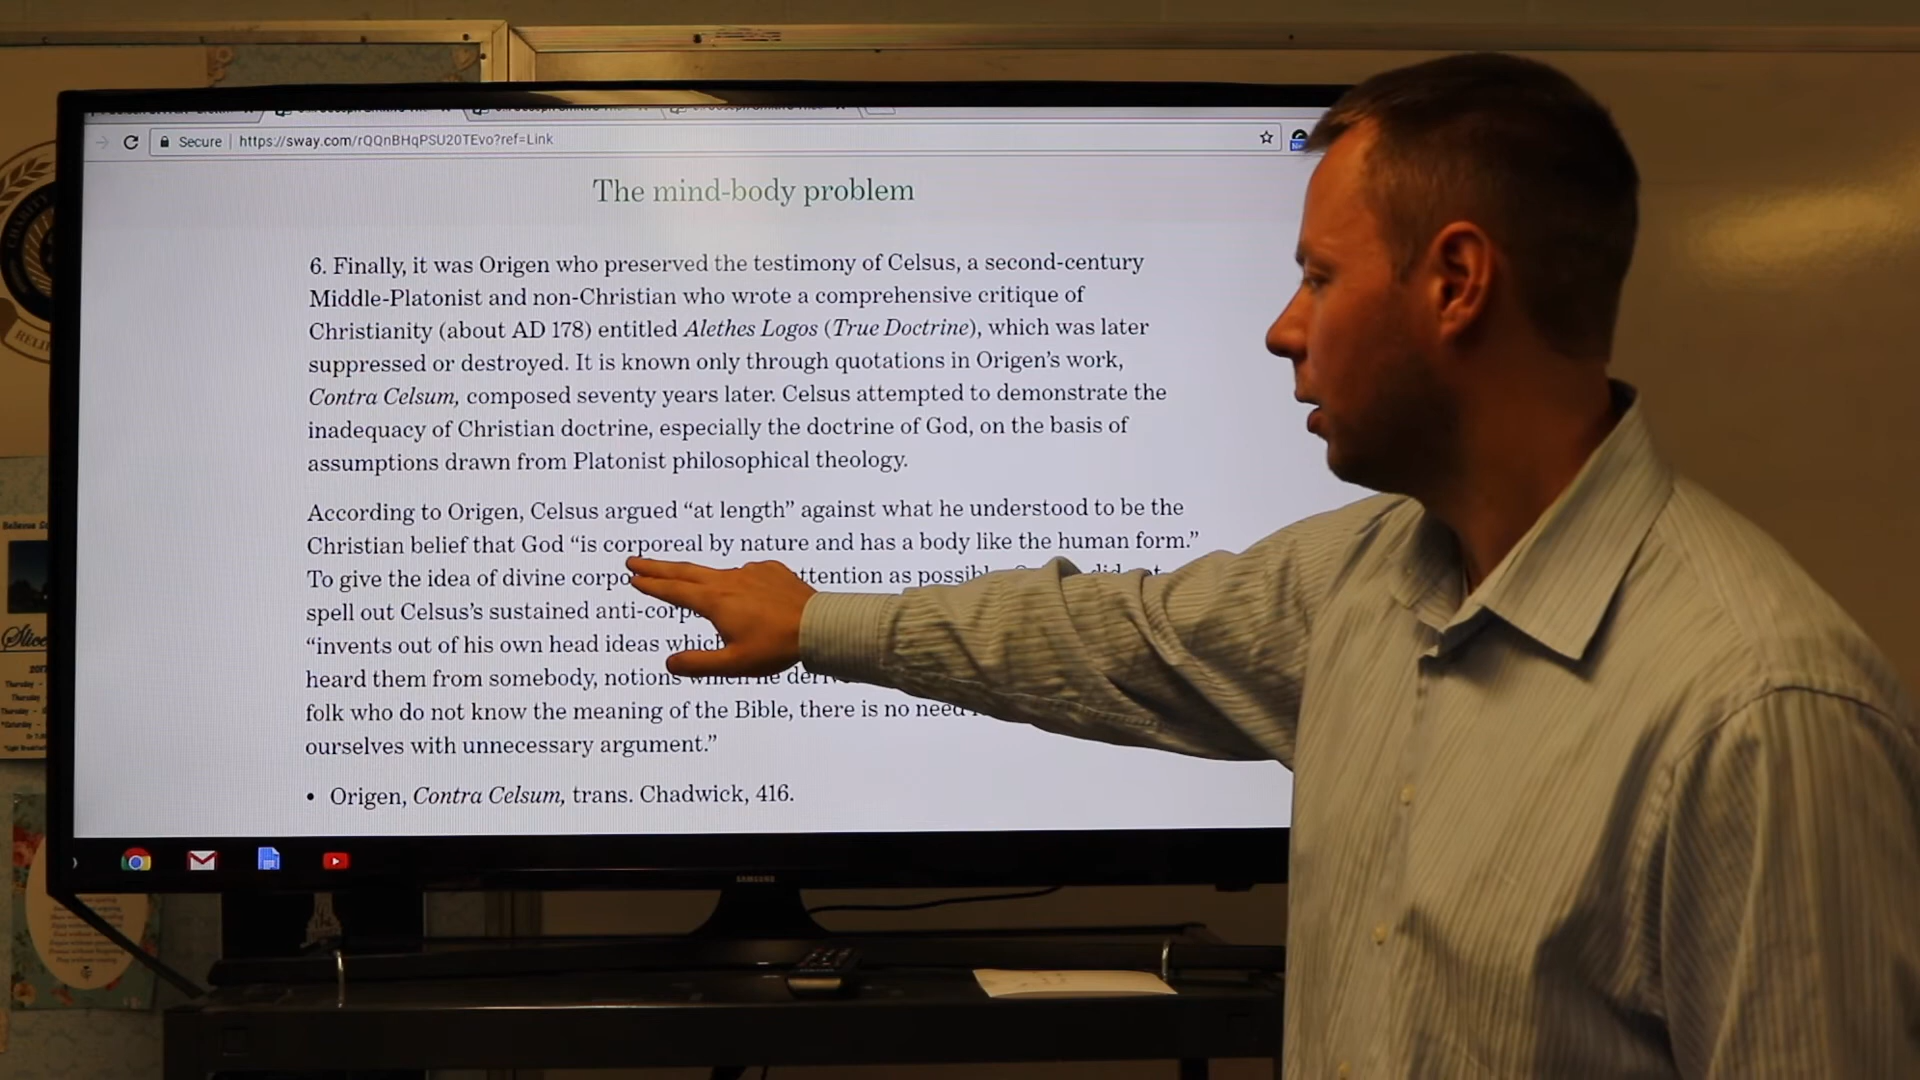 Secure | https://sway.com/rQQnBHqPSU20TEvo?ref=Link
The mind-body problem
6. Finally, it was Origen who preserved the testimony of Celsus, a second-century
Middle-Platonist and non-Christian who wrote a comprehensive critique of
Christianity (about AD 178) entitled Alethes Logos (True Doctrine), which was later
suppressed or destroyed. It is known only through quotations in Origen’s work,
Contra Celsum, composed seventy years later. Celsus attempted to demonstrate the
inadequacy of Christian doctrine, especially the doctrine of God, on the basis of
assumptions drawn from Platonist philosophical theology.
According to Origen, Celsus argued “at length” against what he understood to be the
Christian belief that God “is corporeal by nature and has a body like the human form.”
To give the idea of divine attention as possible
spell out Celsus’s sustained
“invents out of his own head ideas which
heard them from somebody, notions which he
folk who do not know the meaning of the Bible, there is no need
ourselves with unnecessary argument.”
• Origen, Contra Celsum, trans. Chadwick, 416.
SAMSUNG
CHARITY
Slice